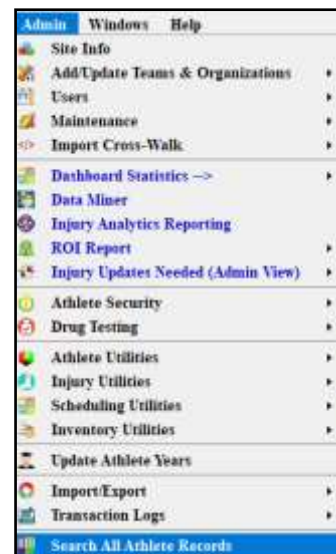 Admin Windows Help
Site Info
Add/Update Teams & Organizations
Users
Maintenance
Import Cross-Walk
Dashboard Statistics -->
Data Miner
Injury Analytics Reporting
ROI Report
Injury Updates Needed (Admin View)
Athlete Security
Drug Testing
Athlete Utilities
Injury Utilities
Scheduling Utilities
Inventory Utilities
Update Athlete Years
Import/Export
Transaction Logs
Search All Athlete Records